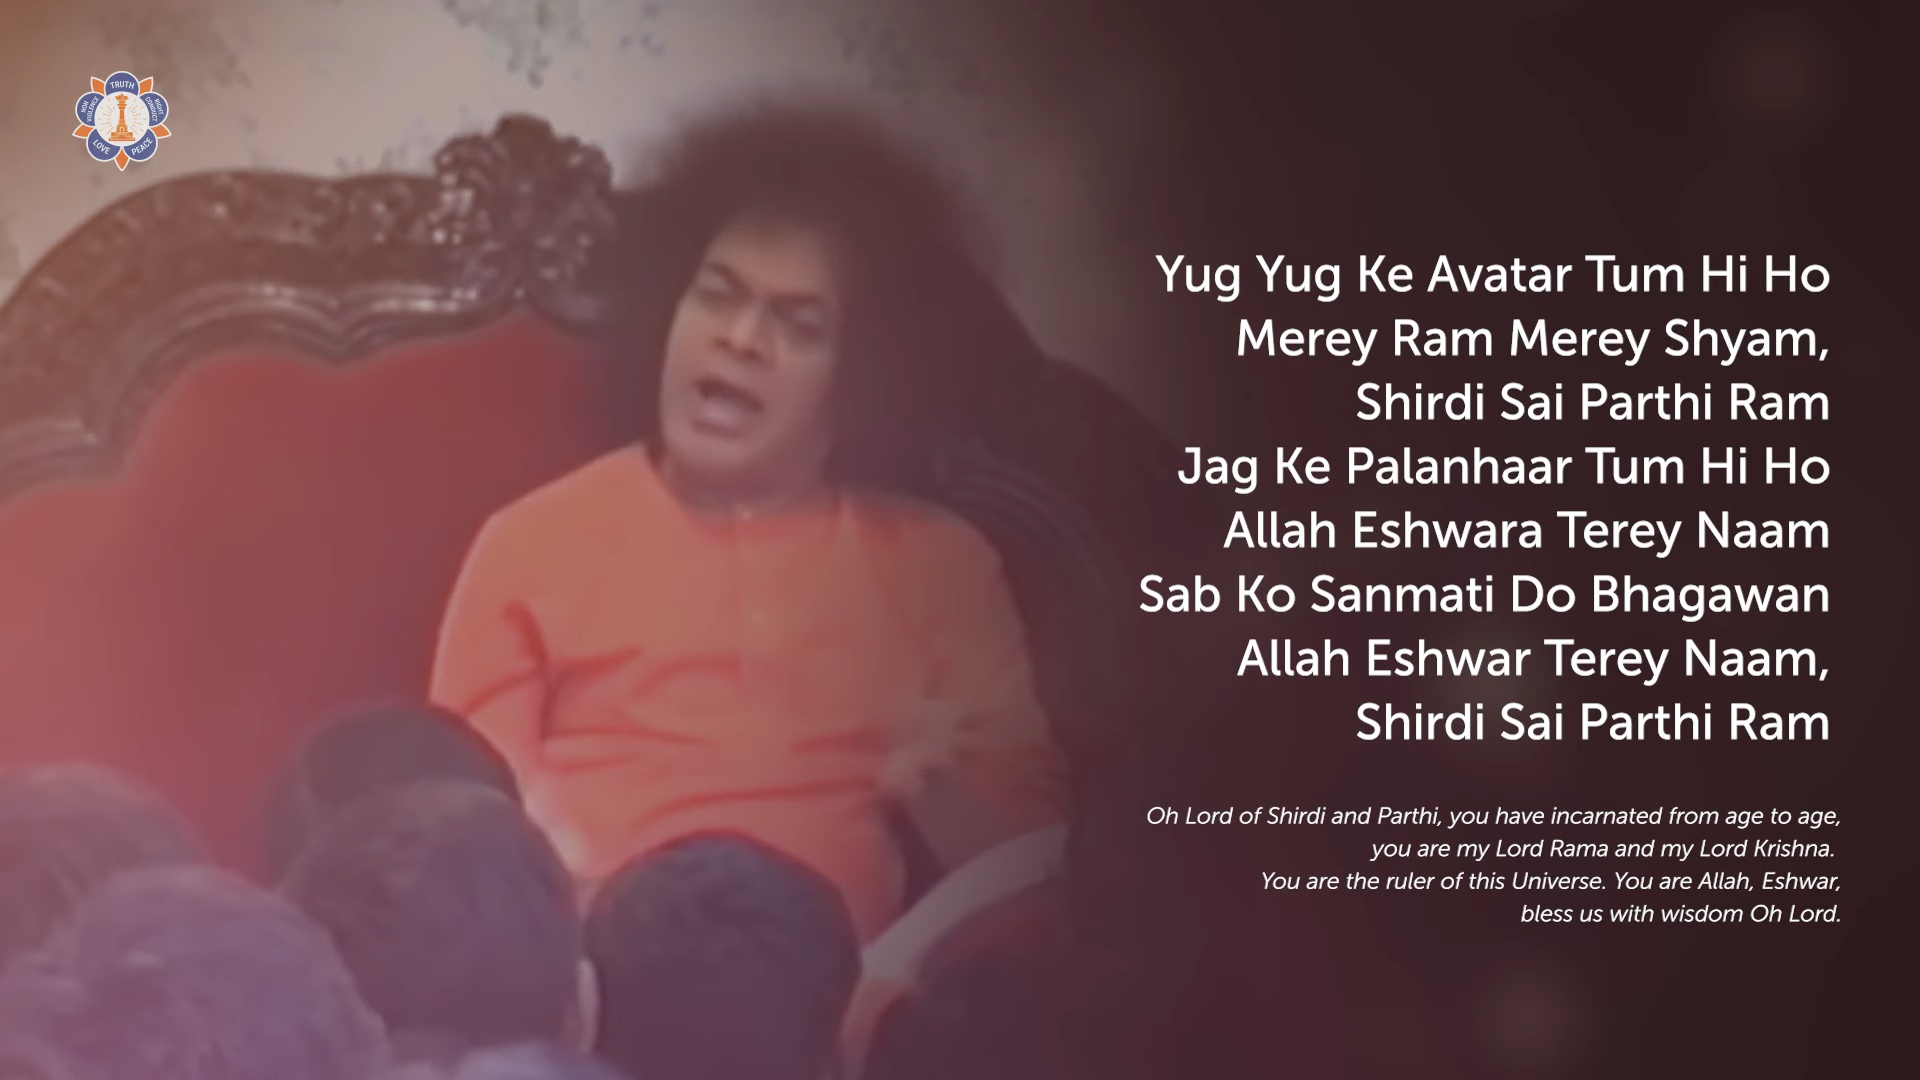 TRUTH
RIGHT CONDUCT
PEACE
LOVE
NON VIOLENCE
Yug Yug Ke Avatar Tum Hi Ho
Merey Ram Merey Shyam,
Shirdi Sai Parthi Ram
Jag Ke Palanhaar Tum Hi Ho
Allah Eshwara Terey Naam
Sab Ko Sanmati Do Bhagawan
Allah Eshwar Terey Naam,
Shirdi Sai Parthi Ram
Oh Lord of Shirdi and Parthi, you have incarnated from age to age,
you are my Lord Rama and my Lord Krishna.
You are the ruler of this Universe. You are Allah, Eshwar,
bless us with wisdom Oh Lord.